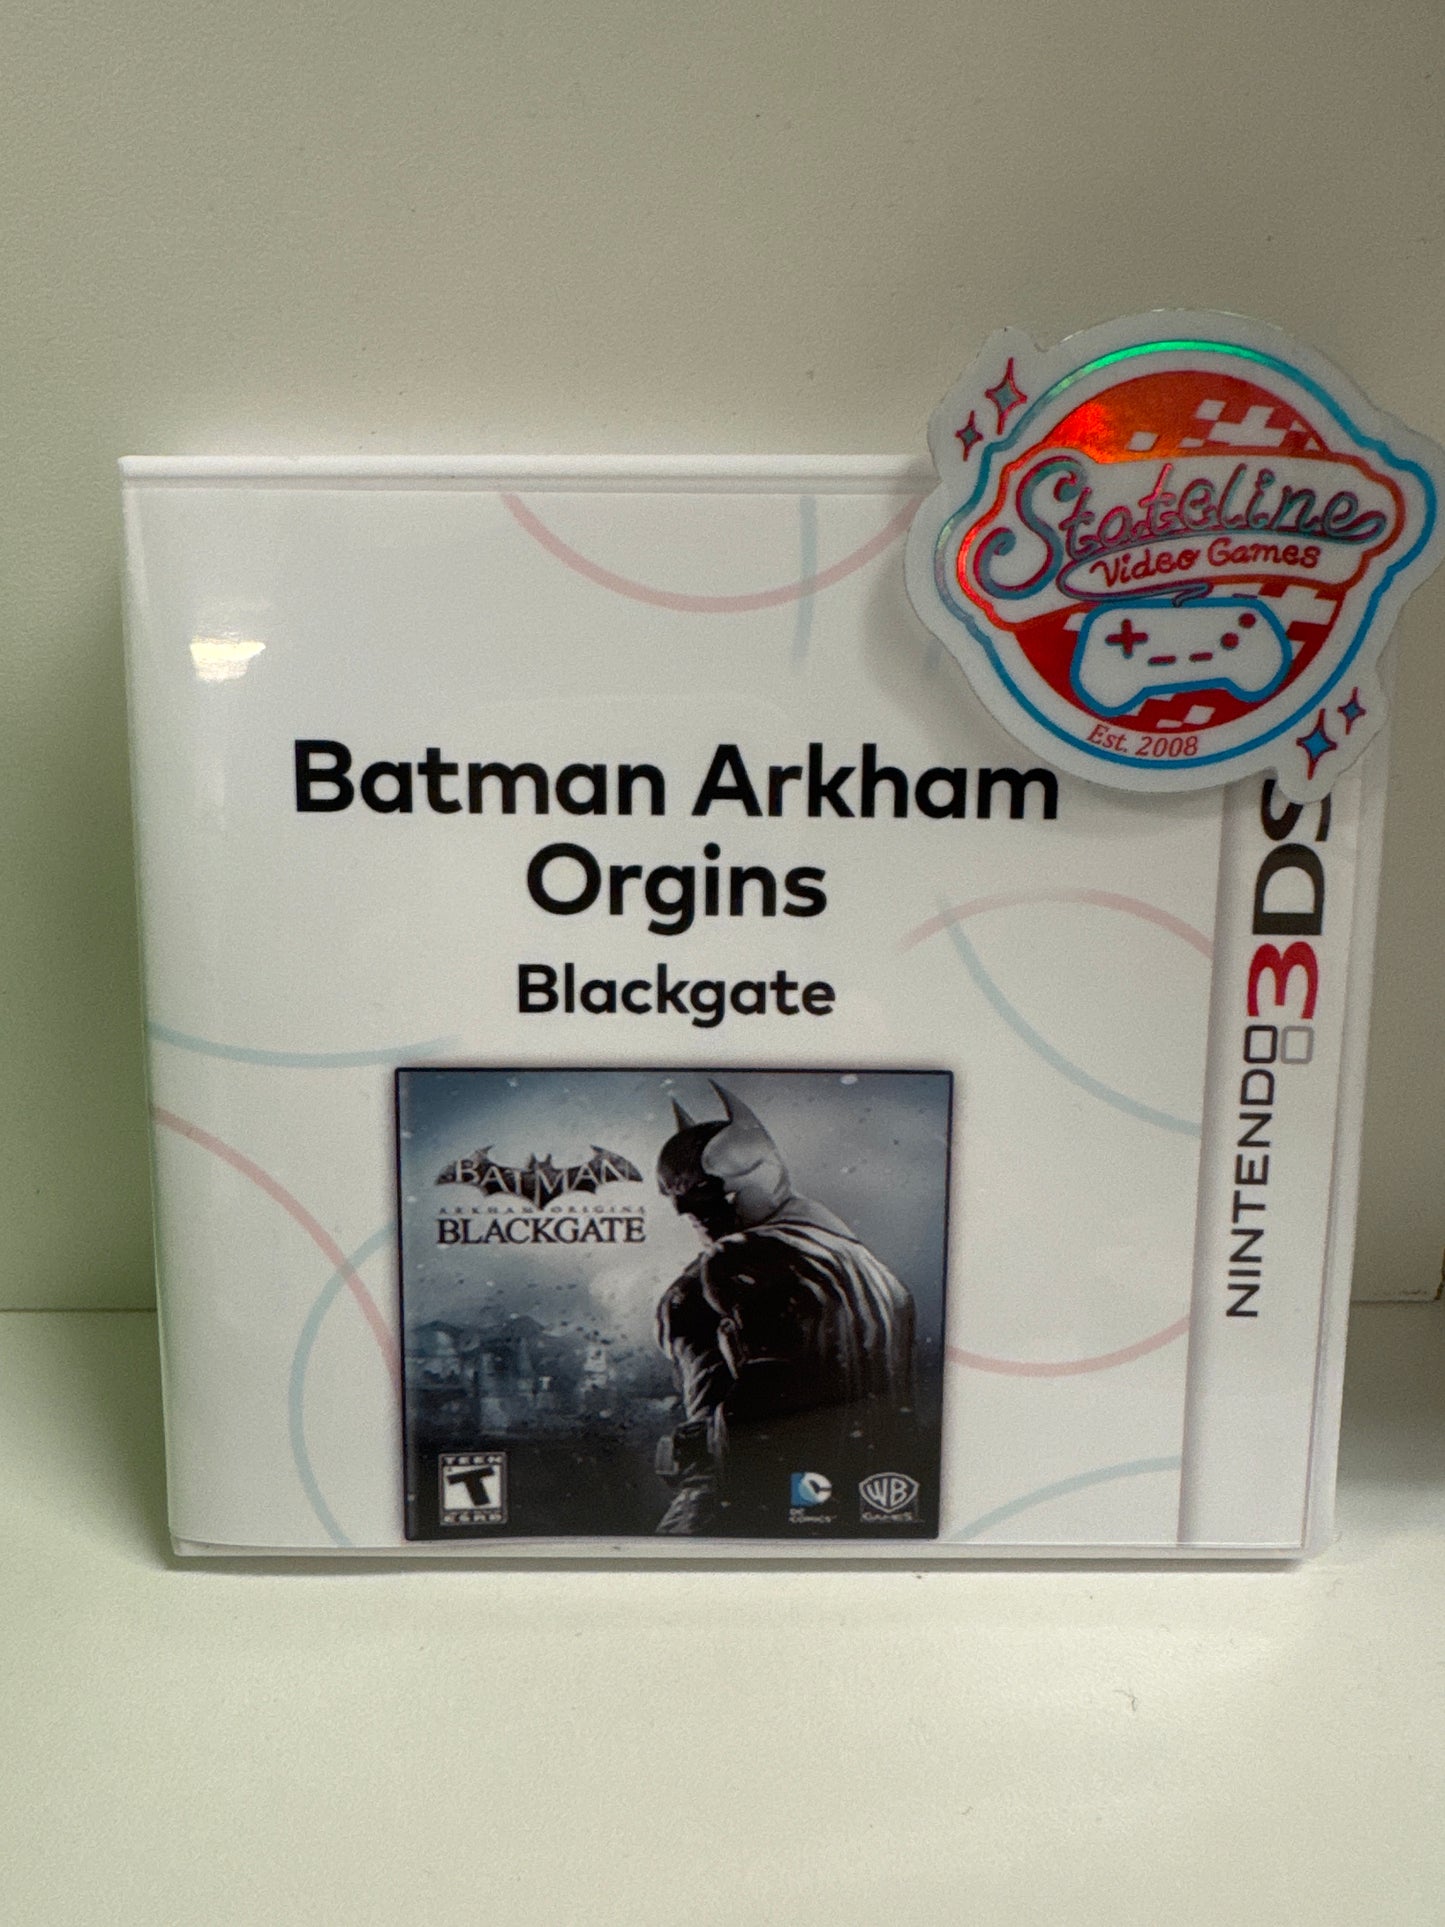 Stateline
Video Games
Est. 2008
Batman Arkham
Orgins
Blackgate
NINTENDO 3DS
BATMAN
ARKHAM ORIGINS
BLACKGATE
TEEN
T
ESRB
DC
COMICS
WB
GAMES